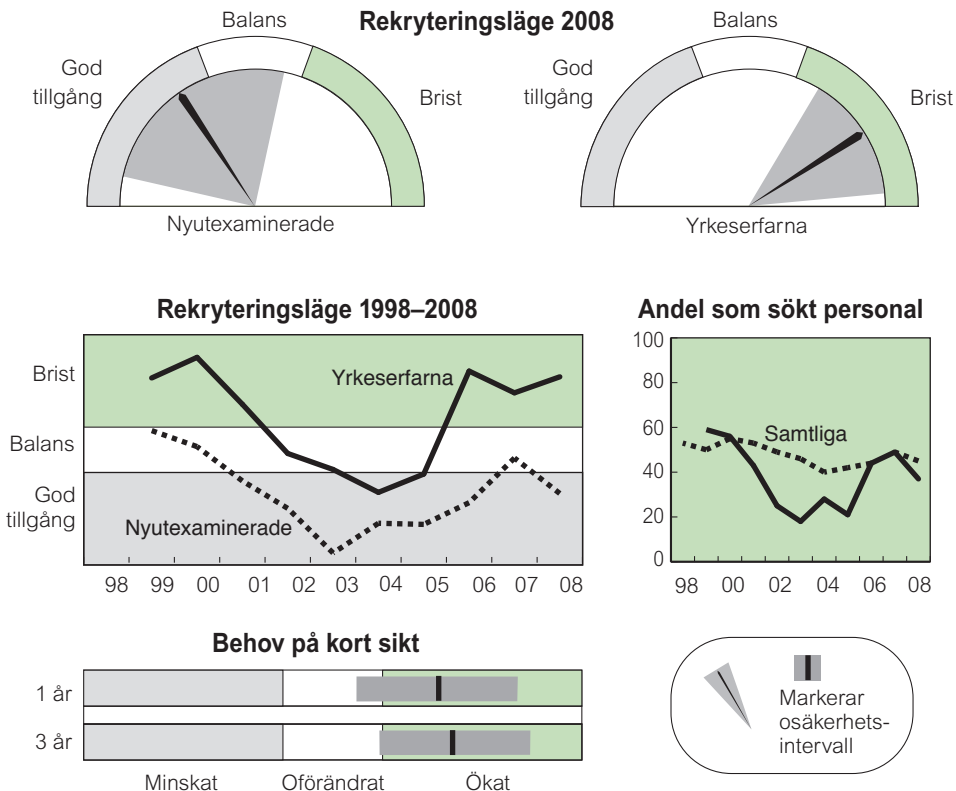 Rekryteringsläge 2008
Balans
God
tillgång
Brist
Nyutexaminerade
Balans
God
tillgång
Brist
Yrkeserfarna
Rekryteringsläge 1998–2008
Brist
Balans
God
tillgång
Yrkeserfarna
Nyutexaminerade
98 99 00 01 02 03 04 05 06 07 08
Andel som sökt personal
100
80
60
40
20
0
Samtliga
98 00 02 04 06 08
Behov på kort sikt
1 år
3 år
Minskat Oförändrat Ökat
Markerar
osäkerhets-
intervall